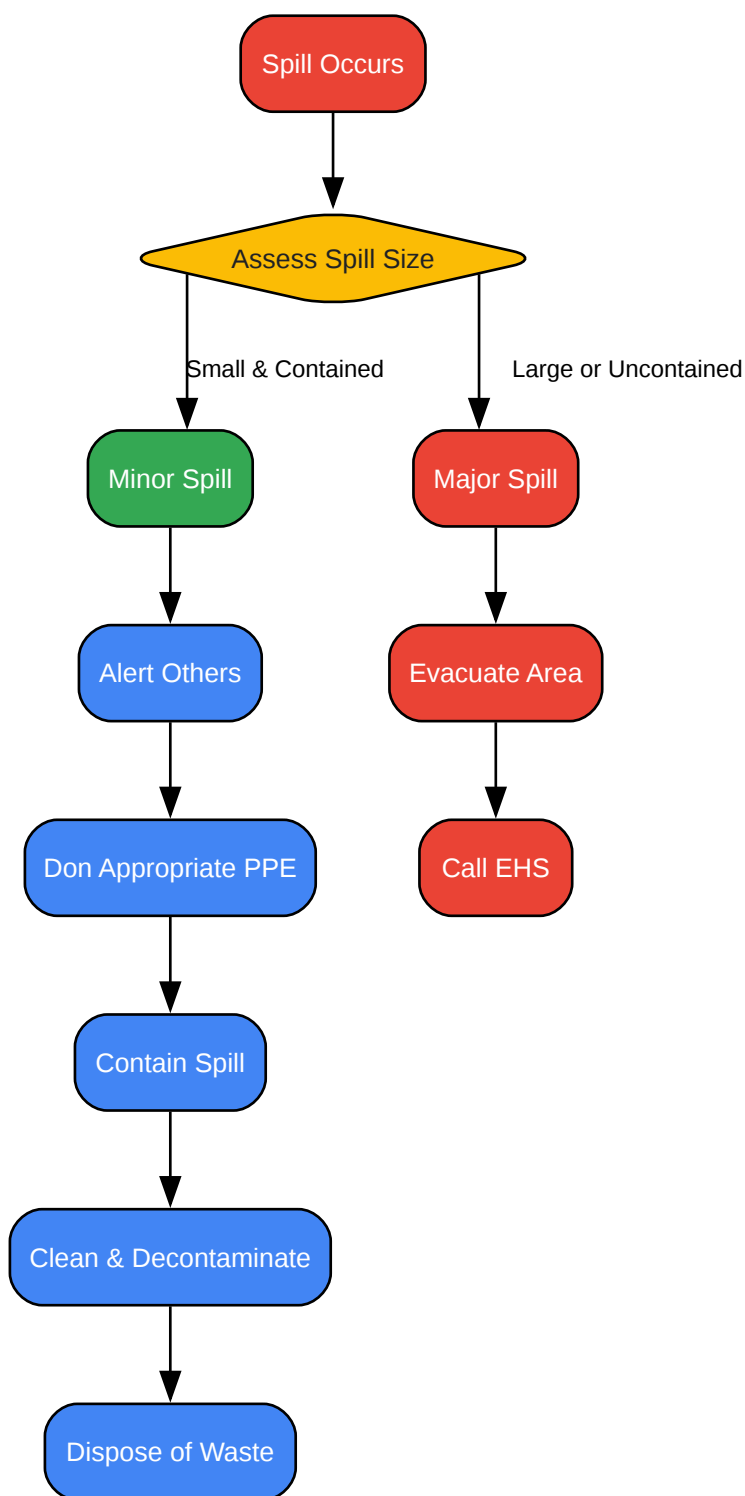 Spill Occurs
Assess Spill Size
Small & Contained
Large or Uncontained
Minor Spill
Major Spill
Alert Others
Evacuate Area
Don Appropriate PPE
Call EHS
Contain Spill
Clean & Decontaminate
Dispose of Waste